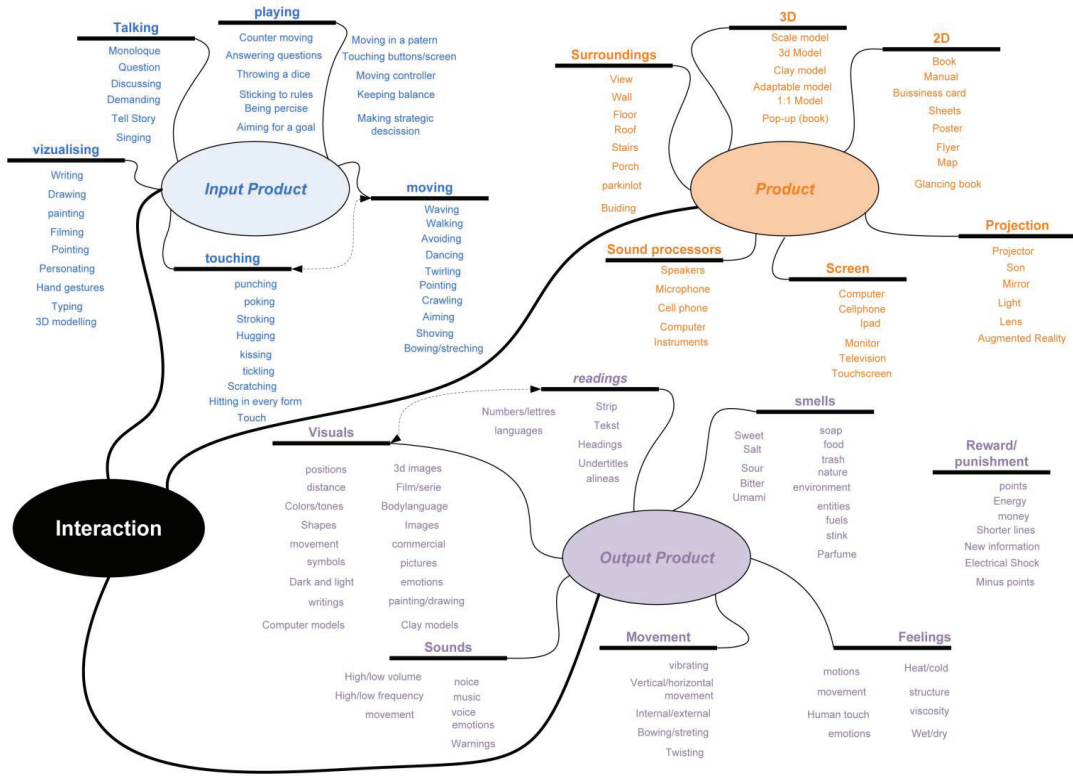 Talking
Monoloque
Question
Discussing
Demanding
Tell Story
Singing
playing
Counter moving
Answering questions
Throwing a dice
Sticking to rules
Being percise
Aiming for a goal
Moving in a patern
Touching buttons/screen
Moving controller
Keeping balance
Making strategic
descission
vizualising
Writing
Drawing
painting
Filming
Pointing
Personating
Hand gestures
Typing
3D modelling
Input Product
touching
punching
poking
Stroking
Hugging
kissing
tickling
Scratching
Hitting in every form
Touch
moving
Waving
Walking
Avoiding
Dancing
Twirling
Pointing
Crawling
Aiming
Shoving
Bowing/streching
Surroundings
View
Wall
Floor
Roof
Stairs
Porch
parkinlot
Buiding
3D
Scale model
3d Model
Clay model
Adaptable model
1:1 Model
Pop-up (book)
2D
Book
Manual
Buissiness card
Sheets
Poster
Flyer
Map
Glancing book
Product
Sound processors
Speakers
Microphone
Cell phone
Computer
Instruments
Screen
Computer
Cellphone
Ipad
Monitor
Television
Touchscreen
Projection
Projector
Son
Mirror
Light
Lens
Augmented Reality
Interaction
Visuals
positions
distance
Colors/tones
Shapes
movement
symbols
Dark and light
writings
Computer models
3d images
Film/serie
Bodylanguage
Images
commercial
pictures
emotions
painting/drawing
Clay models
readings
Numbers/lettres
languages
Strip
Tekst
Headings
Undertitles
alineas
smells
Sweet
Salt
Sour
Bitter
Umami
soap
food
trash
nature
environment
entities
fuels
stink
Parfume
Reward/
punishment
points
Energy
money
Shorter lines
New information
Electrical Shock
Minus points
Output Product
Sounds
High/low volume
High/low frequency
movement
noice
music
voice
emotions
Warnings
Movement
vibrating
Vertical/horizontal
movement
Internal/external
Bowing/streting
Twisting
Feelings
motions
movement
Human touch
emotions
Heat/cold
structure
viscosity
Wet/dry